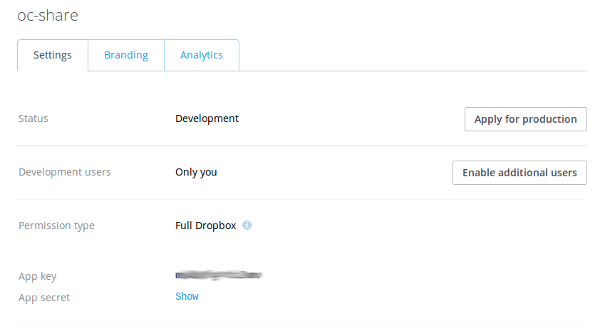 oc-share
Settings Branding Analytics
Status Development Apply for production
Development users Only you Enable additional users
Permission type Full Dropbox i
App key
App secret Show